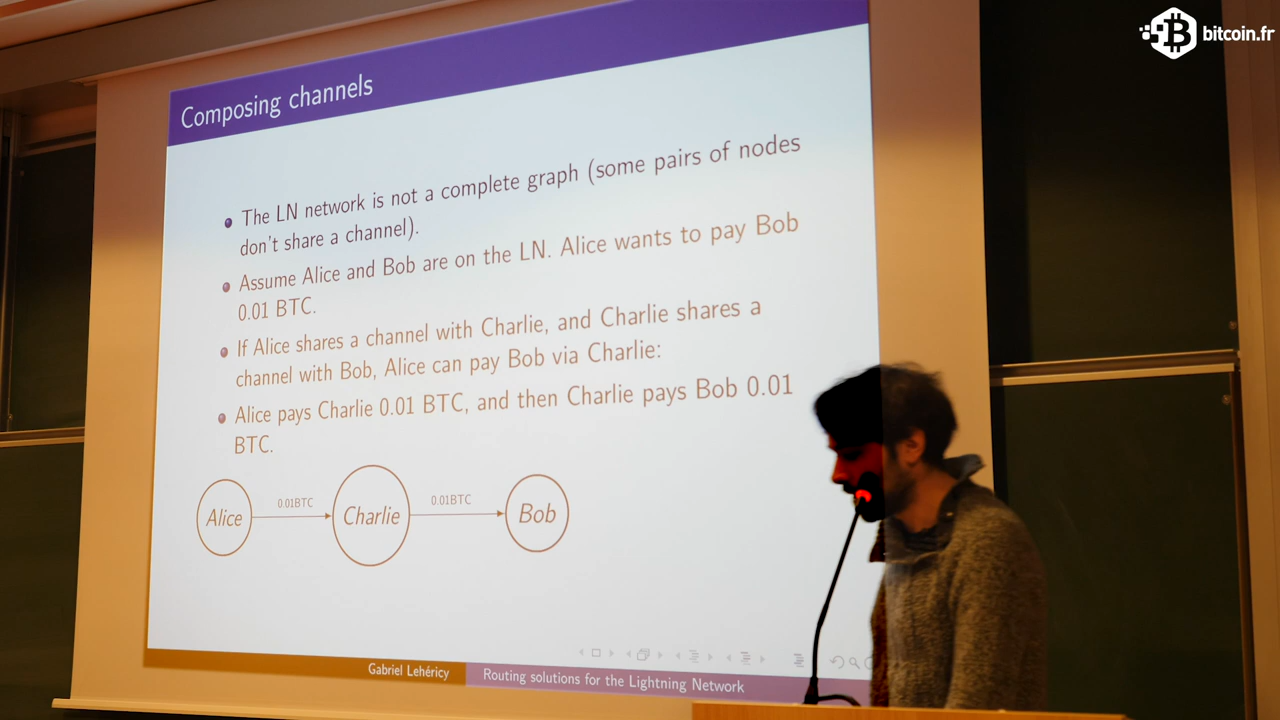 bitcoin.fr
Composing channels
The LN network is not a complete graph (some pairs of nodes
don't share a channel).
Assume Alice and Bob are on the LN. Alice wants to pay Bob
0.01 BTC.
If Alice shares a channel with Charlie, and Charlie shares a
channel with Bob, Alice can pay Bob via Charlie:
Alice pays Charlie 0.01 BTC, and then Charlie pays Bob 0.01
BTC.
Alice 0.01BTC Charlie 0.01BTC Bob
Gabriel Lehéricy Routing solutions for the Lightning Network